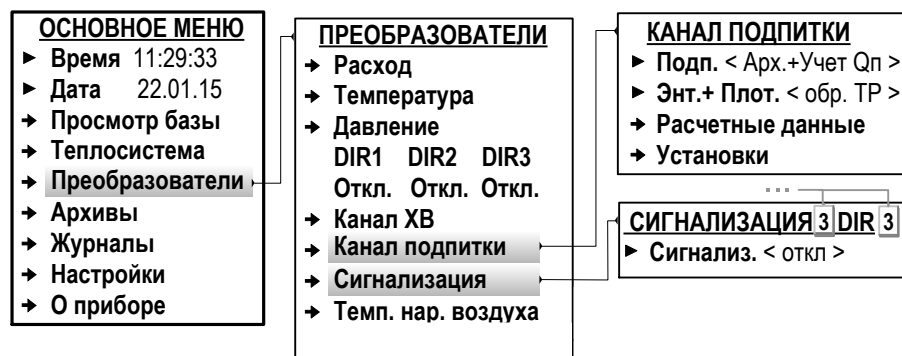 ОСНОВНОЕ МЕНЮ
Время 11:29:33
Дата 22.01.15
Просмотр базы
Теплосистема
Преобразователи
Архивы
Журналы
Настройки
О приборе
ПРЕОБРАЗОВАТЕЛИ
Расход
Температура
Давление
DIR1 DIR2 DIR3
Откл. Откл. Откл.
Канал ХВ
Канал подпитки
Сигнализация
Темп. нар. воздуха
КАНАЛ ПОДПИТКИ
Подп. < Арх.+Учет Qп >
Энт.+ Плот. < обр. ТР >
Расчетные данные
Установки
...
СИГНАЛИЗАЦИЯ 3 DIR 3
Сигнализ. < откл >